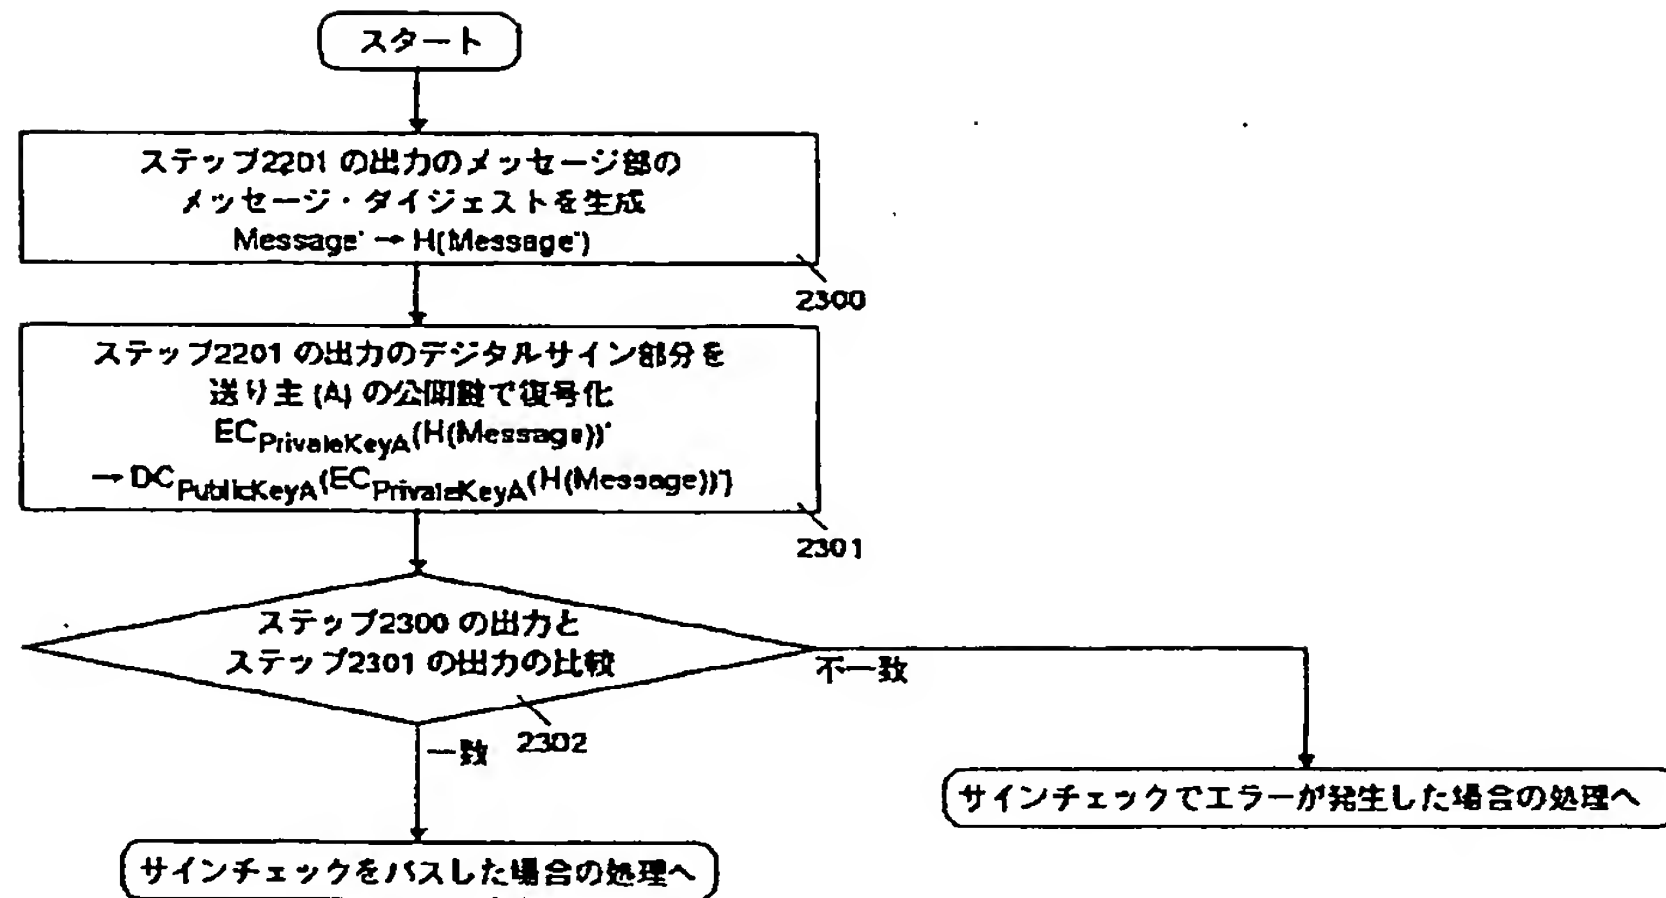 スタート
ステップ2201 の出力のメッセージ部の
メッセージ・ダイジェストを生成
Message' → H(Message')
2300
ステップ2201 の出力のデジタルサイン部分を
送り主 (A) の公開鍵で復号化
EC_PrivateKeyA(H(Message))'
→ DC_PublicKeyA(EC_PrivateKeyA(H(Message))')
2301
ステップ2300 の出力と
ステップ2301 の出力の比較
不一致
2302
一致
サインチェックでエラーが発生した場合の処理へ
サインチェックをパスした場合の処理へ